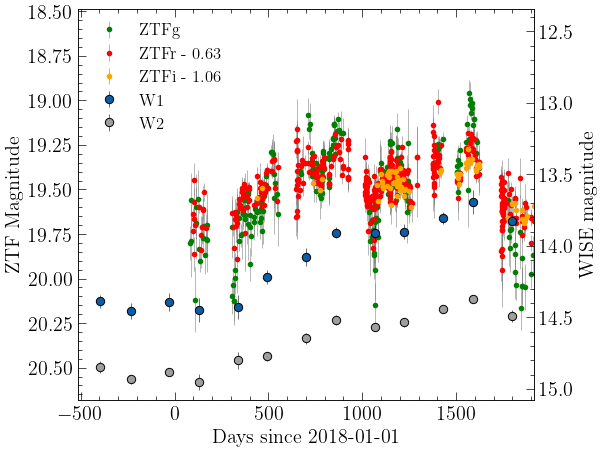 ZTFg
ZTFr - 0.63
ZTFi - 1.06
W1
W2
ZTF Magnitude
18.50
18.75
19.00
19.25
19.50
19.75
20.00
20.25
20.50
WISE magnitude
12.5
13.0
13.5
14.0
14.5
15.0
−500
0
500
1000
1500
Days since 2018-01-01